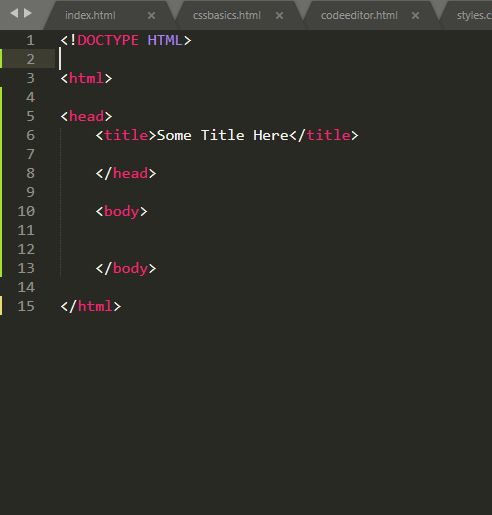 index.html × cssbasics.html × codeeditor.html × styles.c
1 <!DOCTYPE HTML>
2
3 <html>
4
5 <head>
6 <title>Some Title Here</title>
7
8 </head>
9
10 <body>
11
12
13 </body>
14
15 </html>